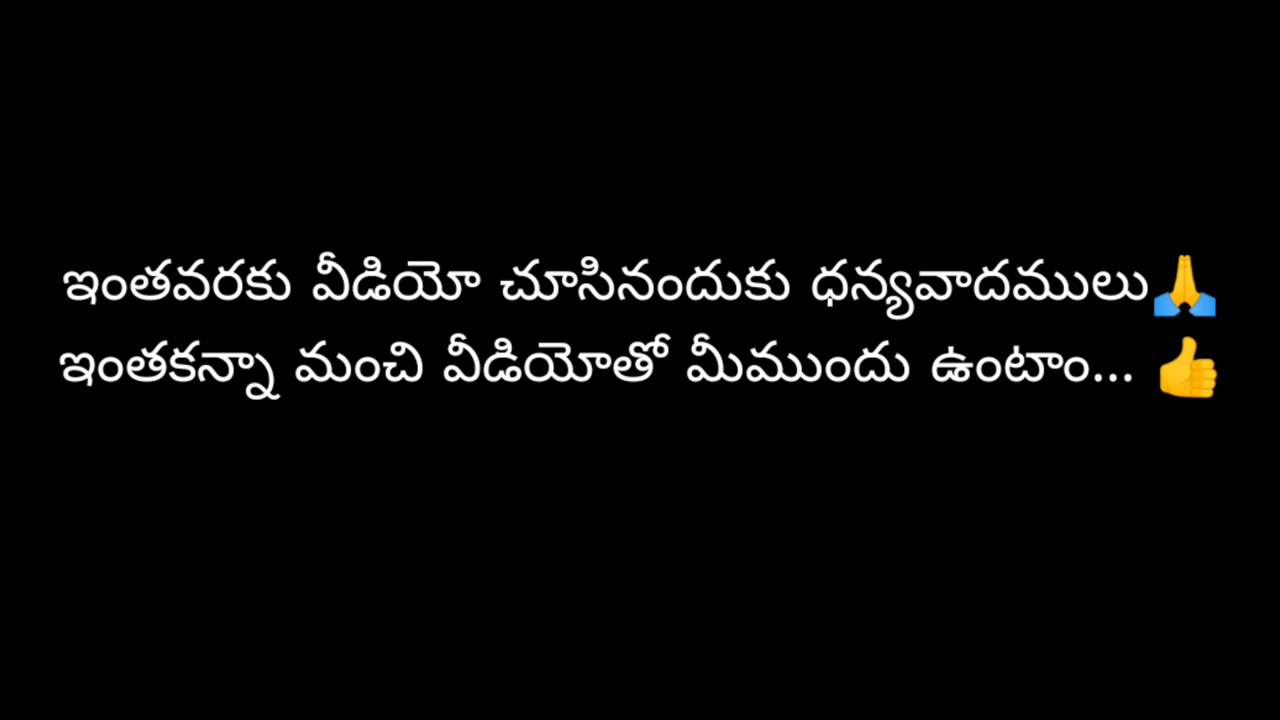 ఇంతవరకు వీడియో చూసినందుకు ధన్యవాదములు🙏
ఇంతకన్నా మంచి వీడియోతో మీముందు ఉంటాం... 👍